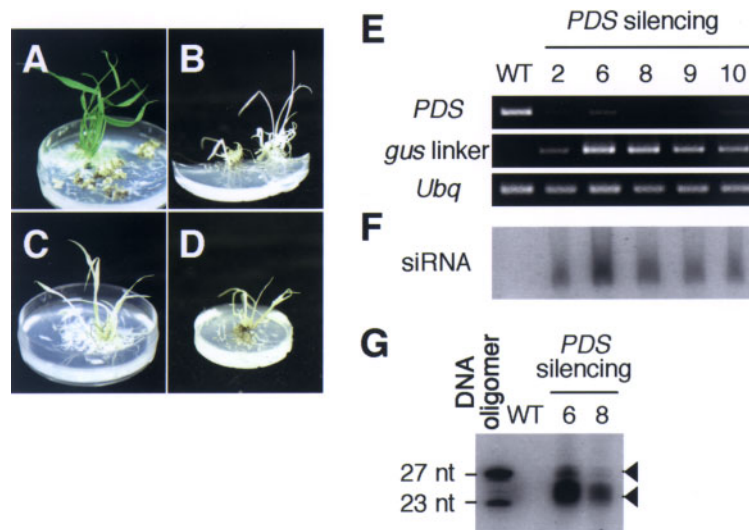 A
B
C
D
E
PDS silencing
WT 2 6 8 9 10
PDS
gus linker
Ubq
F
siRNA
G
DNA oligomer
WT
PDS
silencing
6 8
27 nt
23 nt